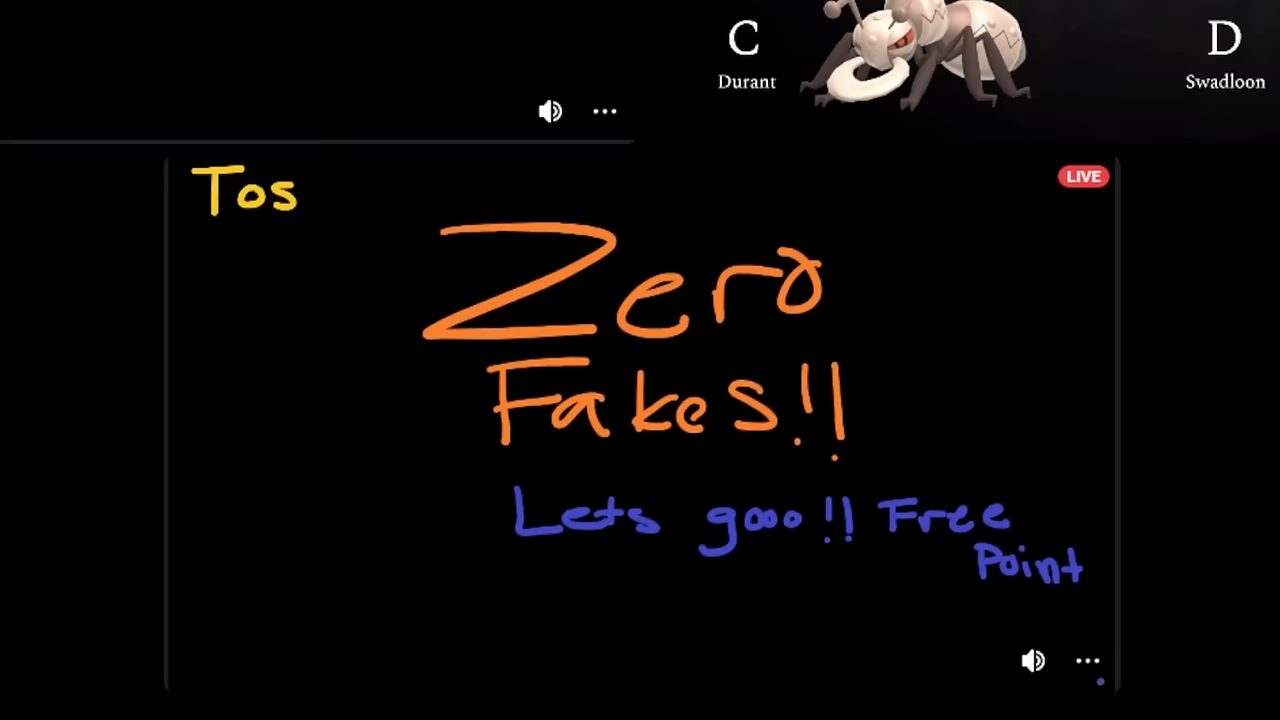 C
Durant
D
Swadloon
Tos
LIVE
Zero
Fakes!!
Lets gooo!! Free
Point